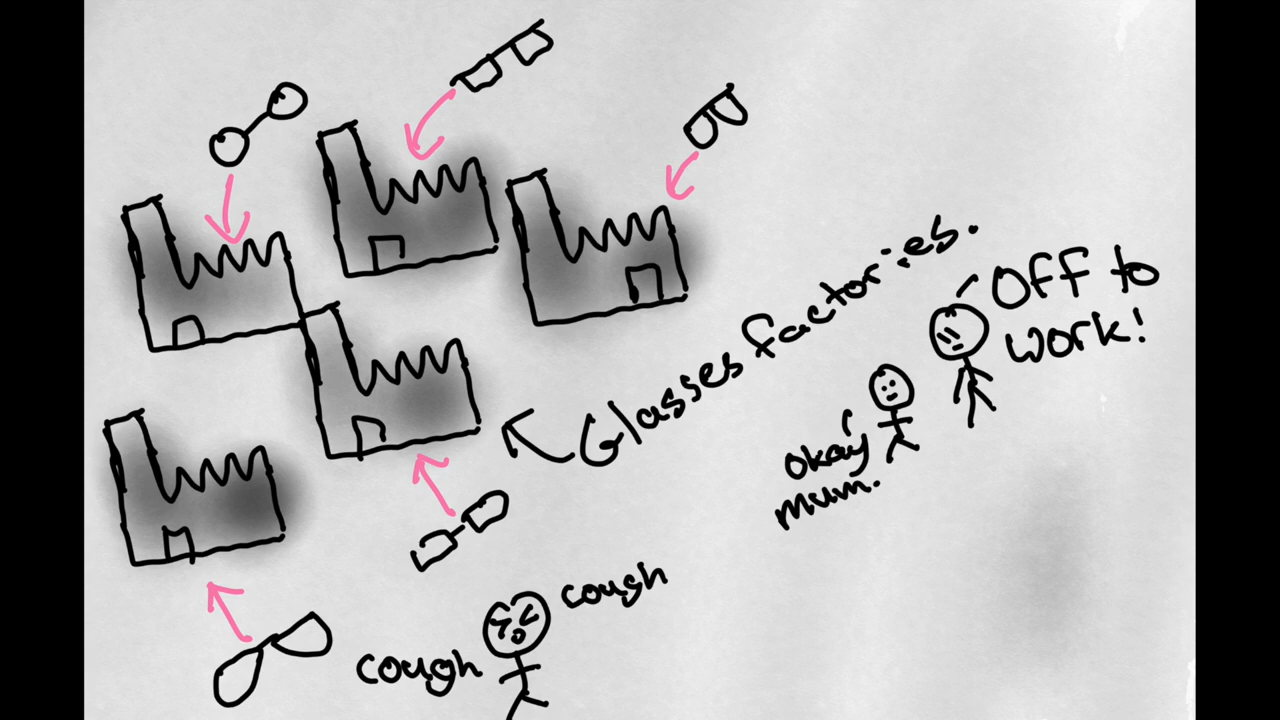 Glasses factories.
OFF to
work!
okay
mum.
cough
cough